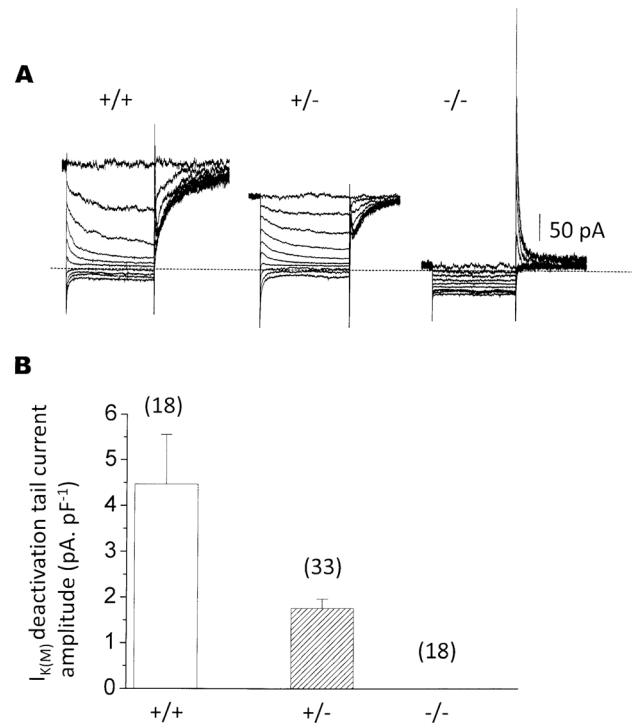 A
+/+ +/- -/-
50 pA
B
I_K(M) deactivation tail current
amplitude (pA. pF⁻¹)
6
5
4
3
2
1
0
(18)
(33)
(18)
+/+ +/- -/-